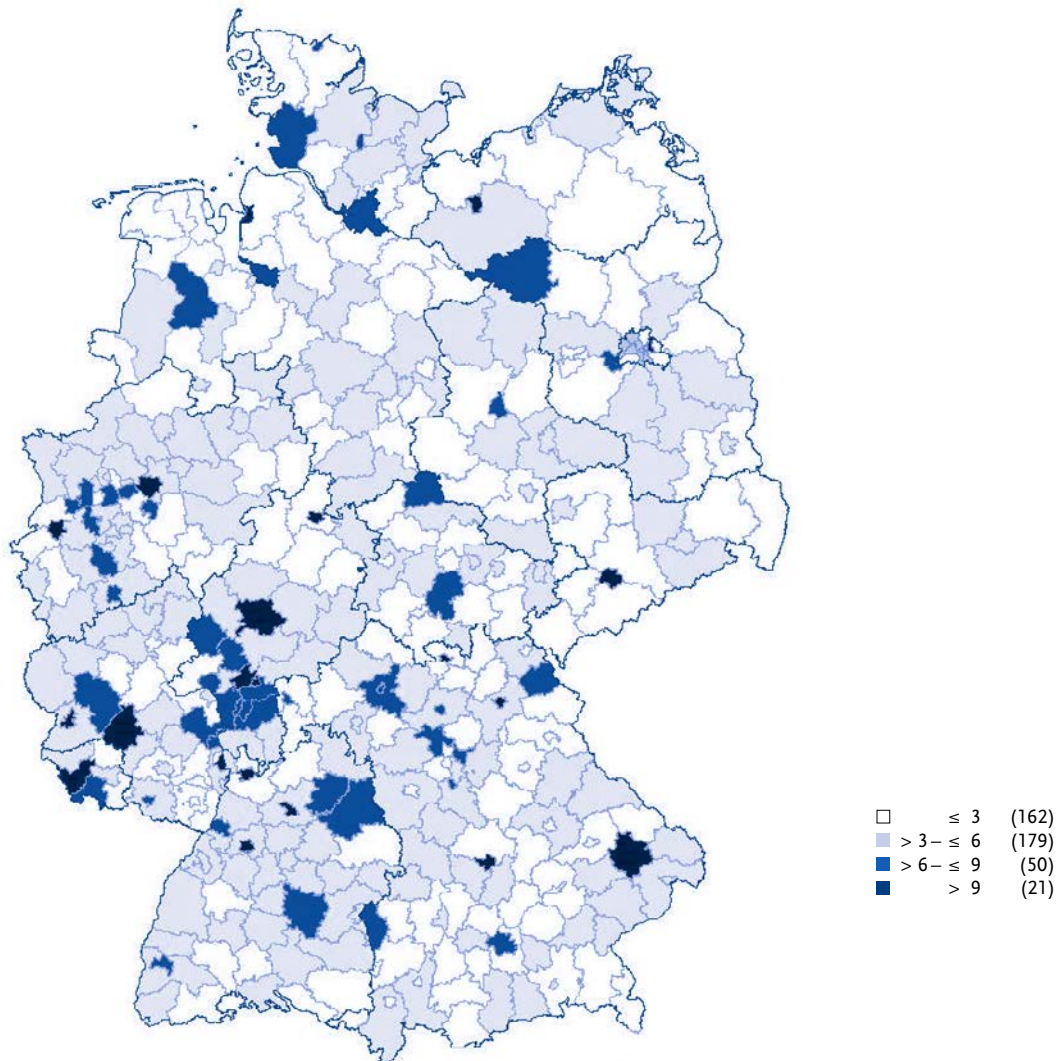 ≤ 3 (162)
> 3 – ≤ 6 (179)
> 6 – ≤ 9 (50)
> 9 (21)